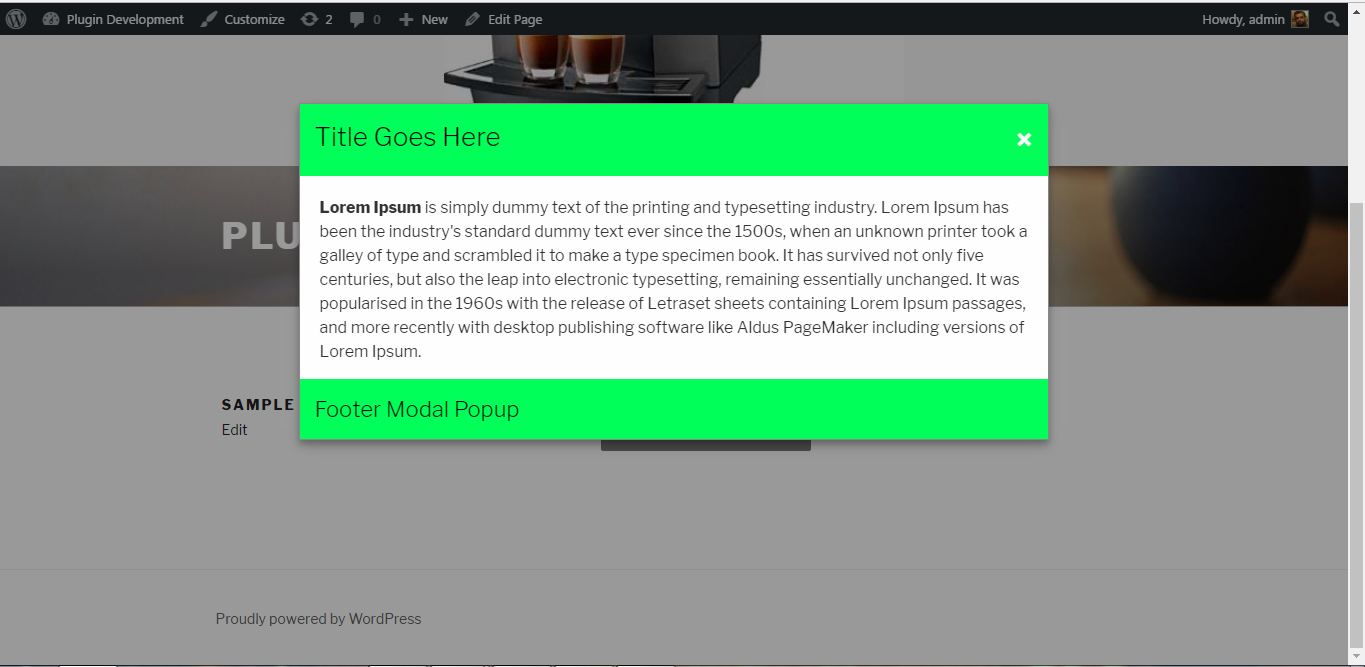 Plugin Development Customize 2 0 New Edit Page Howdy, admin
Title Goes Here
Lorem Ipsum is simply dummy text of the printing and typesetting industry. Lorem Ipsum has
been the industry's standard dummy text ever since the 1500s, when an unknown printer took a
galley of type and scrambled it to make a type specimen book. It has survived not only five
centuries, but also the leap into electronic typesetting, remaining essentially unchanged. It was
popularised in the 1960s with the release of Letraset sheets containing Lorem Ipsum passages,
and more recently with desktop publishing software like Aldus PageMaker including versions of
Lorem Ipsum.
Footer Modal Popup
PLU
SAMPLE
Edit
Proudly powered by WordPress